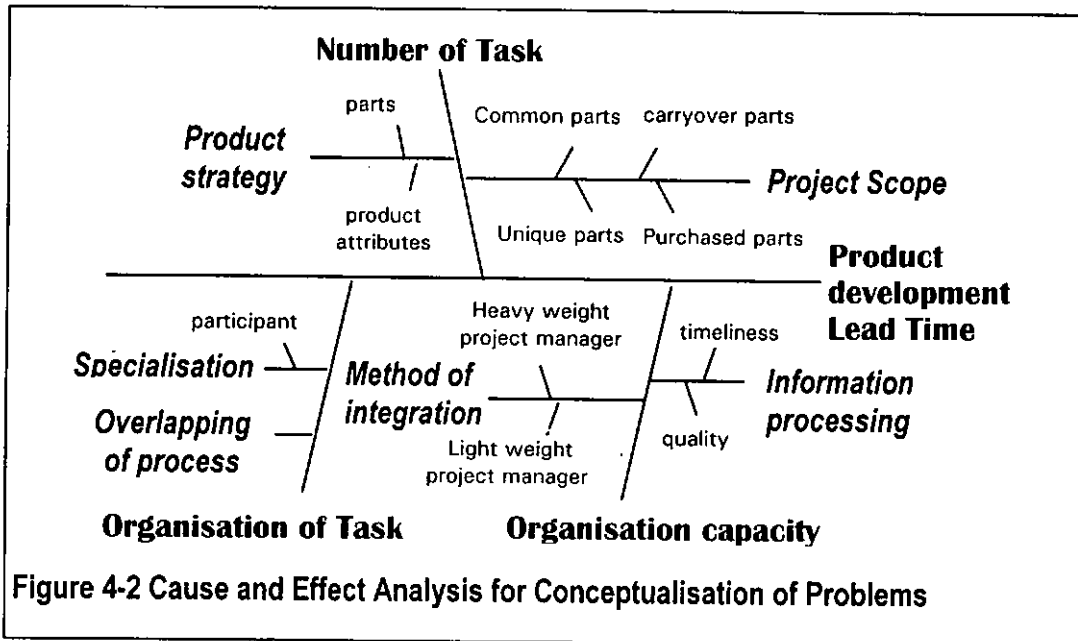 Number of Task
parts
Common parts
carryover parts
Product
strategy
Project Scope
product
attributes
Unique parts
Purchased parts
Product
development
Lead Time
Heavy weight
project manager
participant
timeliness
Specialisation
Method of
integration
Information
processing
Overlapping
of process
Light weight
project manager
quality
Organisation of Task
Organisation capacity
Figure 4-2 Cause and Effect Analysis for Conceptualisation of Problems